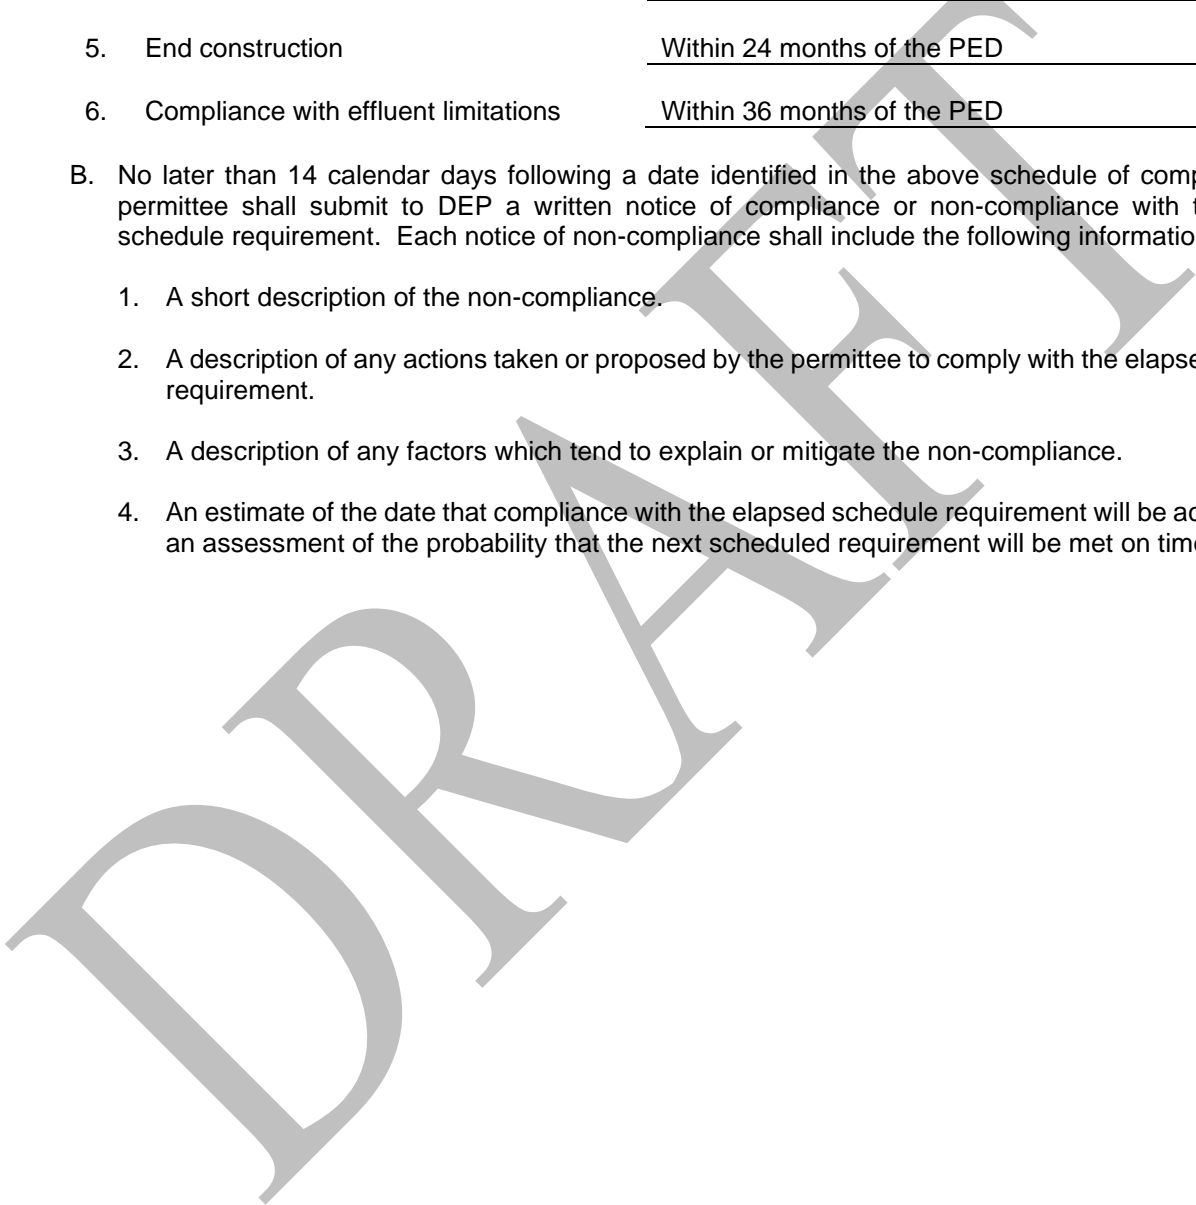 5. End construction Within 24 months of the PED
6. Compliance with effluent limitations Within 36 months of the PED
B. No later than 14 calendar days following a date identified in the above schedule of
permittee shall submit to DEP a written notice of compliance or non-compliance with
schedule requirement. Each notice of non-compliance shall include the following
1. A short description of the non-compliance.
2. A description of any actions taken or proposed by the permittee to comply with the
requirement.
3. A description of any factors which tend to explain or mitigate the non-compliance.
4. An estimate of the date that compliance with the elapsed schedule requirement will be
an assessment of the probability that the next scheduled requirement will be met on
DRAFT